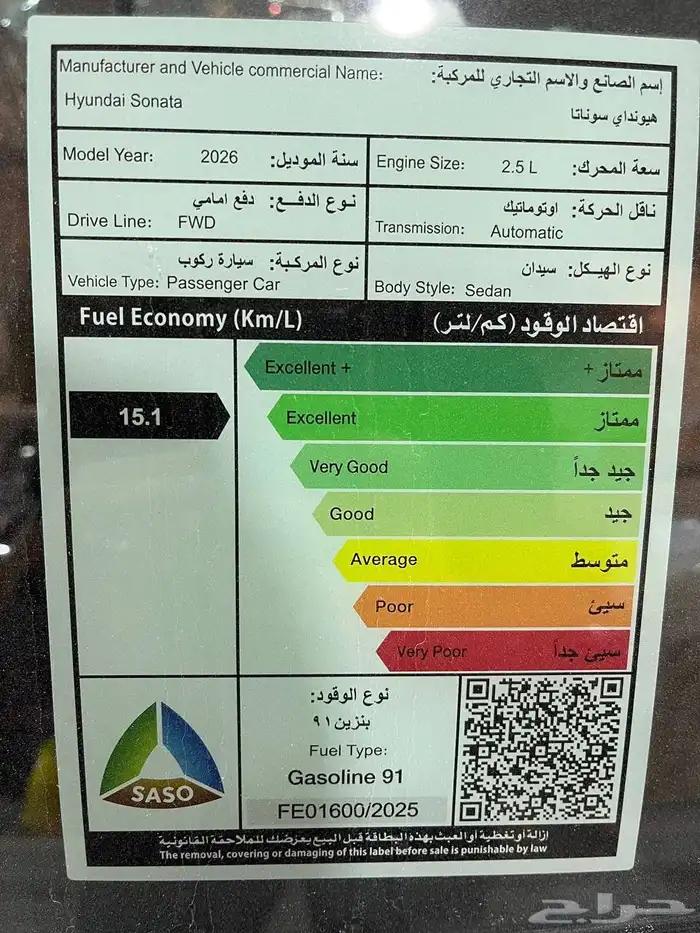 Manufacturer and Vehicle commercial Name: إسم الصانع والاسم التجاري للمركبة:
Hyundai Sonata هيونداي سوناتا
Model Year: 2026 سنة الموديل: Engine Size: 2.5 L سعة المحرك:
نوع الدفــع: دفع امامي ناقل الحركة: اوتوماتيك
Drive Line: FWD Transmission: Automatic
نوع المركبة: سيارة ركوب نوع الهيكل: سيدان
Vehicle Type: Passenger Car Body Style: Sedan
Fuel Economy (Km/L) اقتصاد الوقود (كم/لتر)
Excellent + ممتاز +
15.1 Excellent ممتاز
Very Good جيد جداً
Good جيد
Average متوسط
Poor سيئ
Very Poor سيئ جداً
نوع الوقود:
بنزين ٩١
Fuel Type:
Gasoline 91
SASO
FE01600/2025
إزالة أو تغطية أو العبث بهذه البطاقة قبل البيع يعرضك للملاحقة القانونية
The removal, covering or damaging of this label before sale is punishable by law
حراج